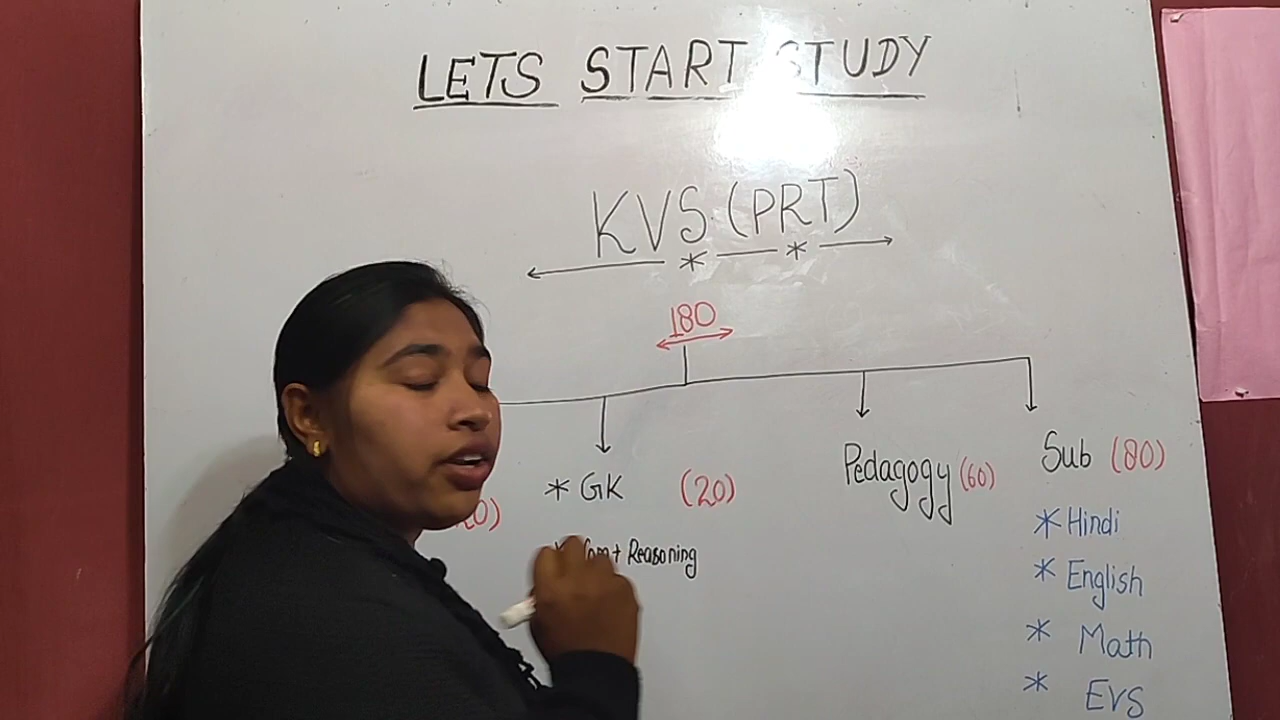 LETS START STUDY
KVS (PRT)
180
* GK (20)
+ Reasoning
Pedagogy (60)
Sub (80)
* Hindi
* English
* Math
* EVS